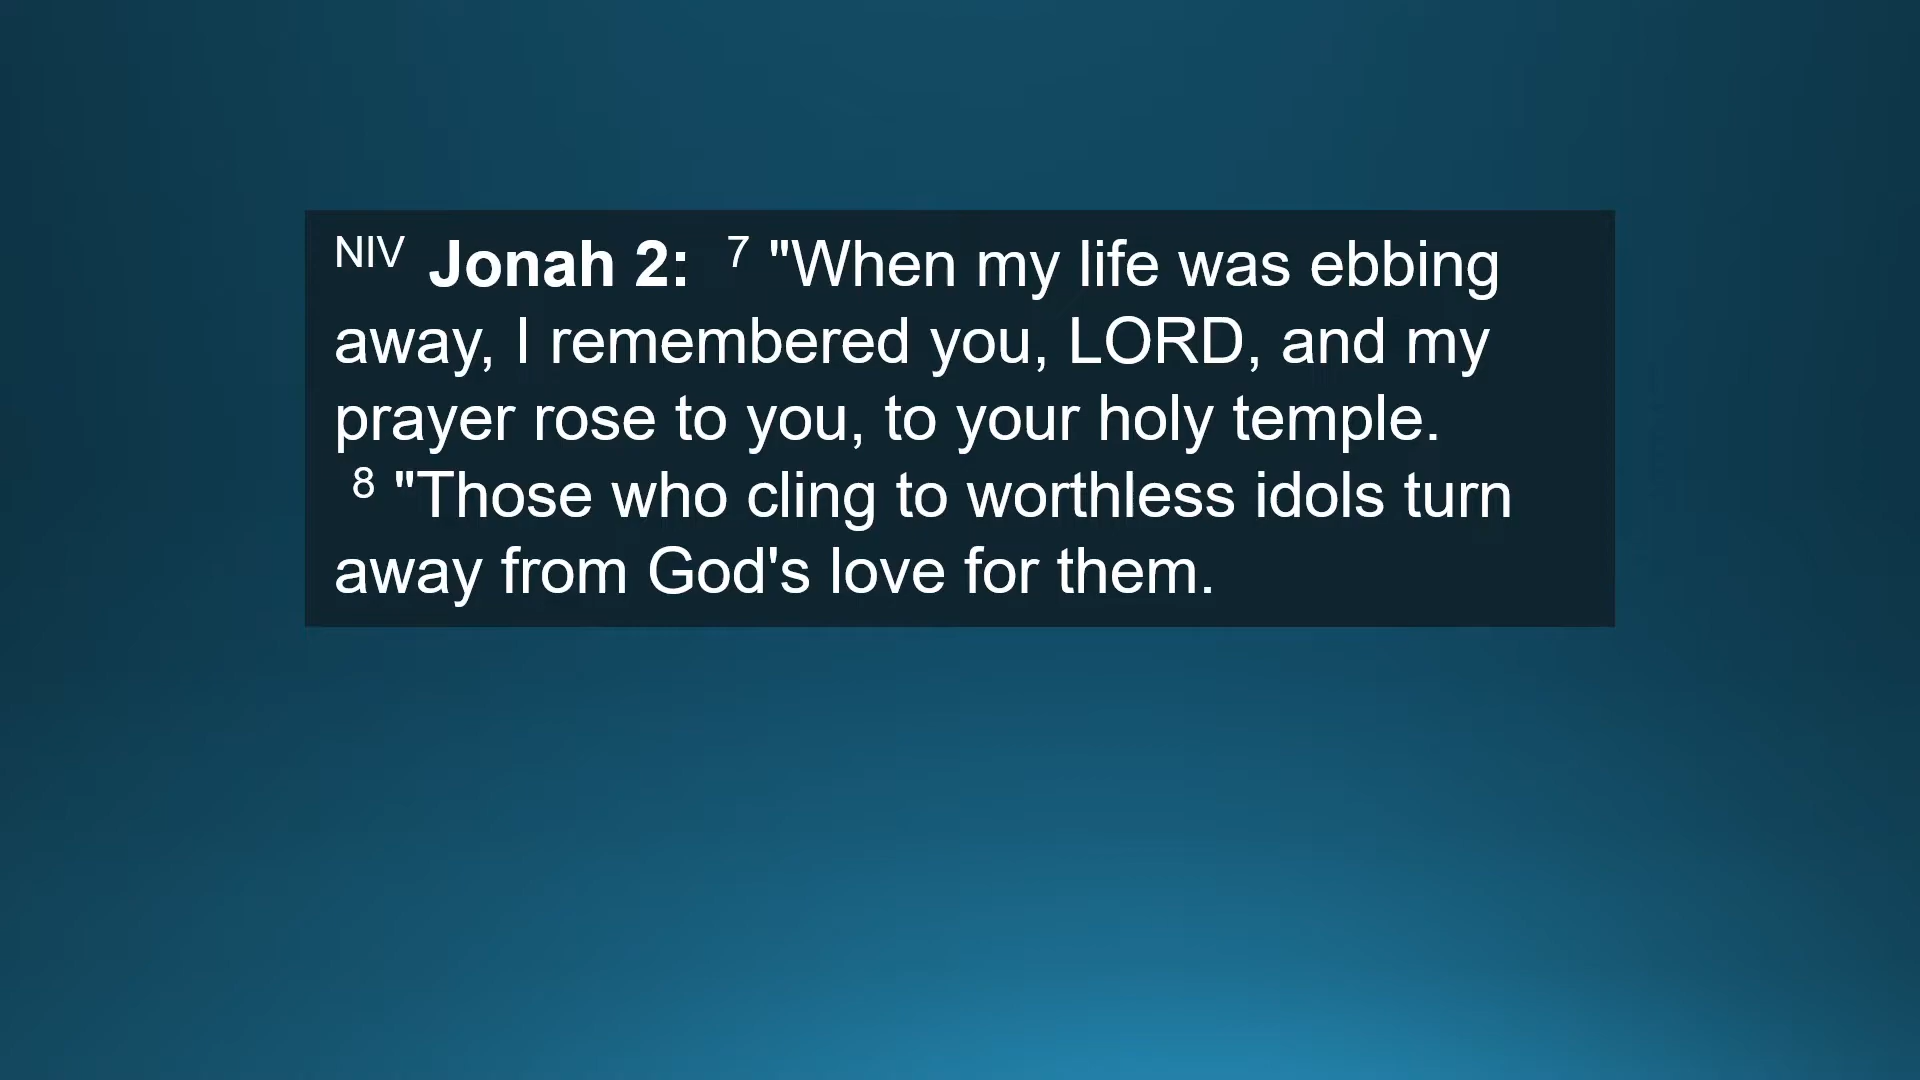 NIV Jonah 2: 7 "When my life was ebbing
away, I remembered you, LORD, and my
prayer rose to you, to your holy temple.
8 "Those who cling to worthless idols turn
away from God's love for them.